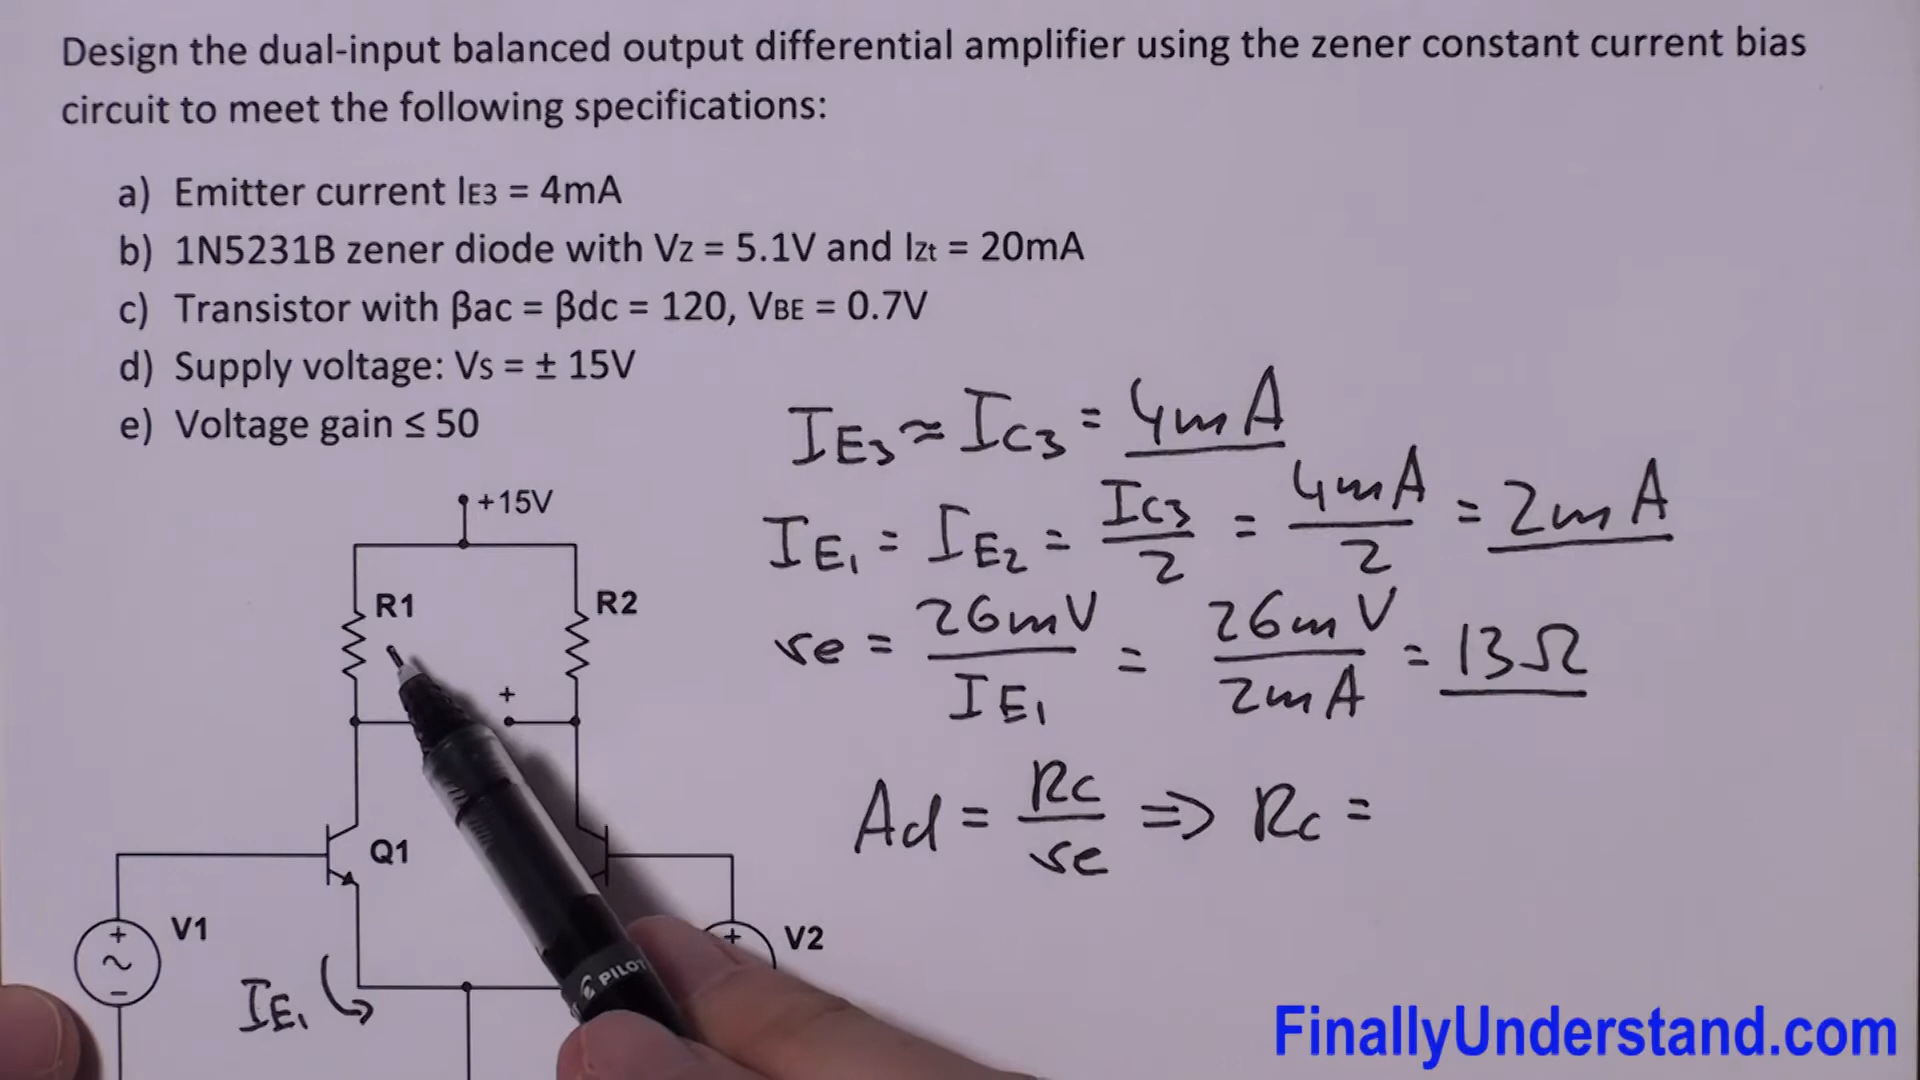 Design the dual-input balanced output differential amplifier using the zener constant current bias
circuit to meet the following specifications:
a) Emitter current IE3 = 4mA
b) 1N5231B zener diode with Vz = 5.1V and Izt = 20mA
c) Transistor with βac = βdc = 120, VBE = 0.7V
d) Supply voltage: Vs = ± 15V
e) Voltage gain ≤ 50
IE3 ≈ IC3 = 4mA
IE1 = IE2 = IC3/2 = 4mA/2 = 2mA
re = 26mV/IE1 = 26mV/2mA = 13Ω
Ad = Rc/re => Rc =
+15V
R1
R2
+
Q1
V1
+
~
−
+
V2
IE1
PILOT
FinallyUnderstand.com